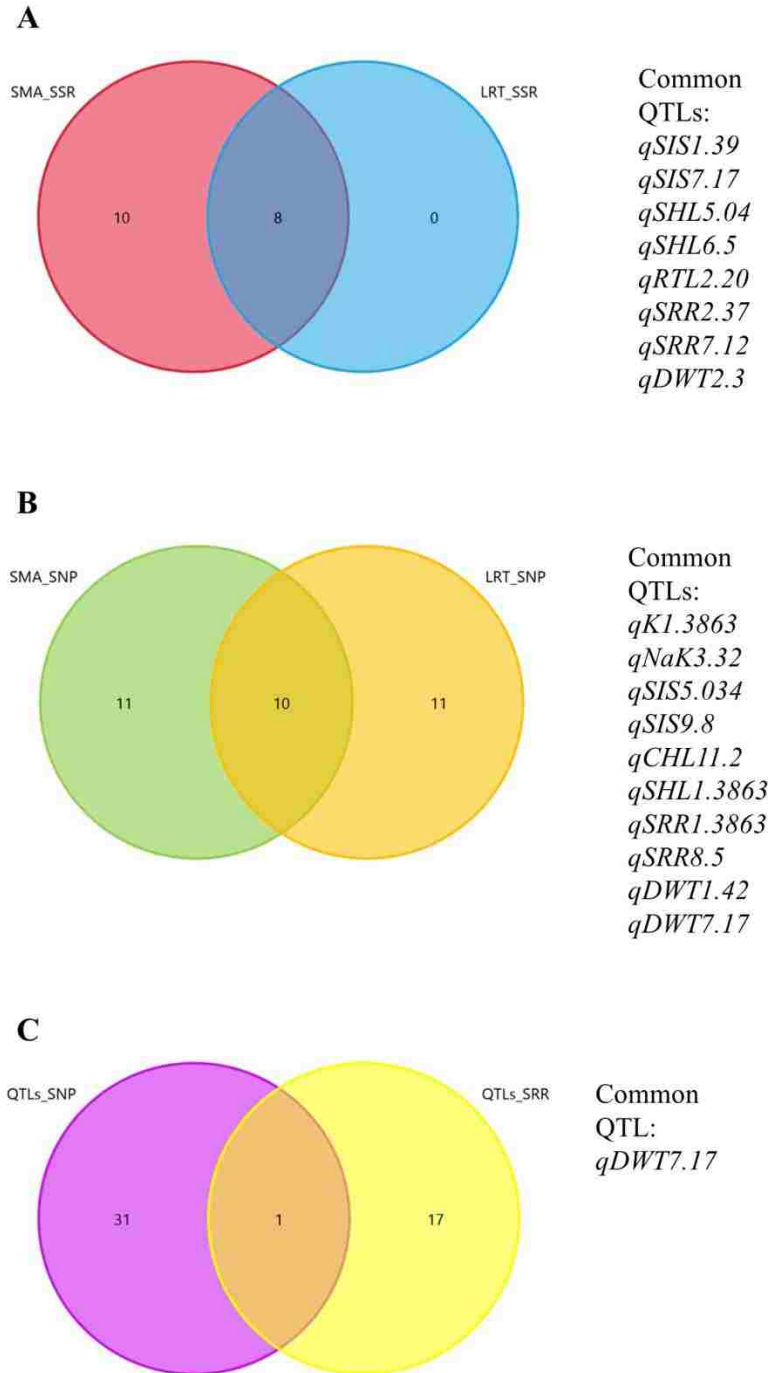 A
SMA_SSR
LRT_SSR
10
8
0
Common
QTLs:
qSIS1.39
qSIS7.17
qSHL5.04
qSHL6.5
qRTL2.20
qSRR2.37
qSRR7.12
qDWT2.3
B
SMA_SNP
LRT_SNP
11
10
11
Common
QTLs:
qK1.3863
qNaK3.32
qSIS5.034
qSIS9.8
qCHL11.2
qSHL1.3863
qSRR1.3863
qSRR8.5
qDWT1.42
qDWT7.17
C
QTLs_SNP
QTLs_SRR
31
1
17
Common
QTL:
qDWT7.17